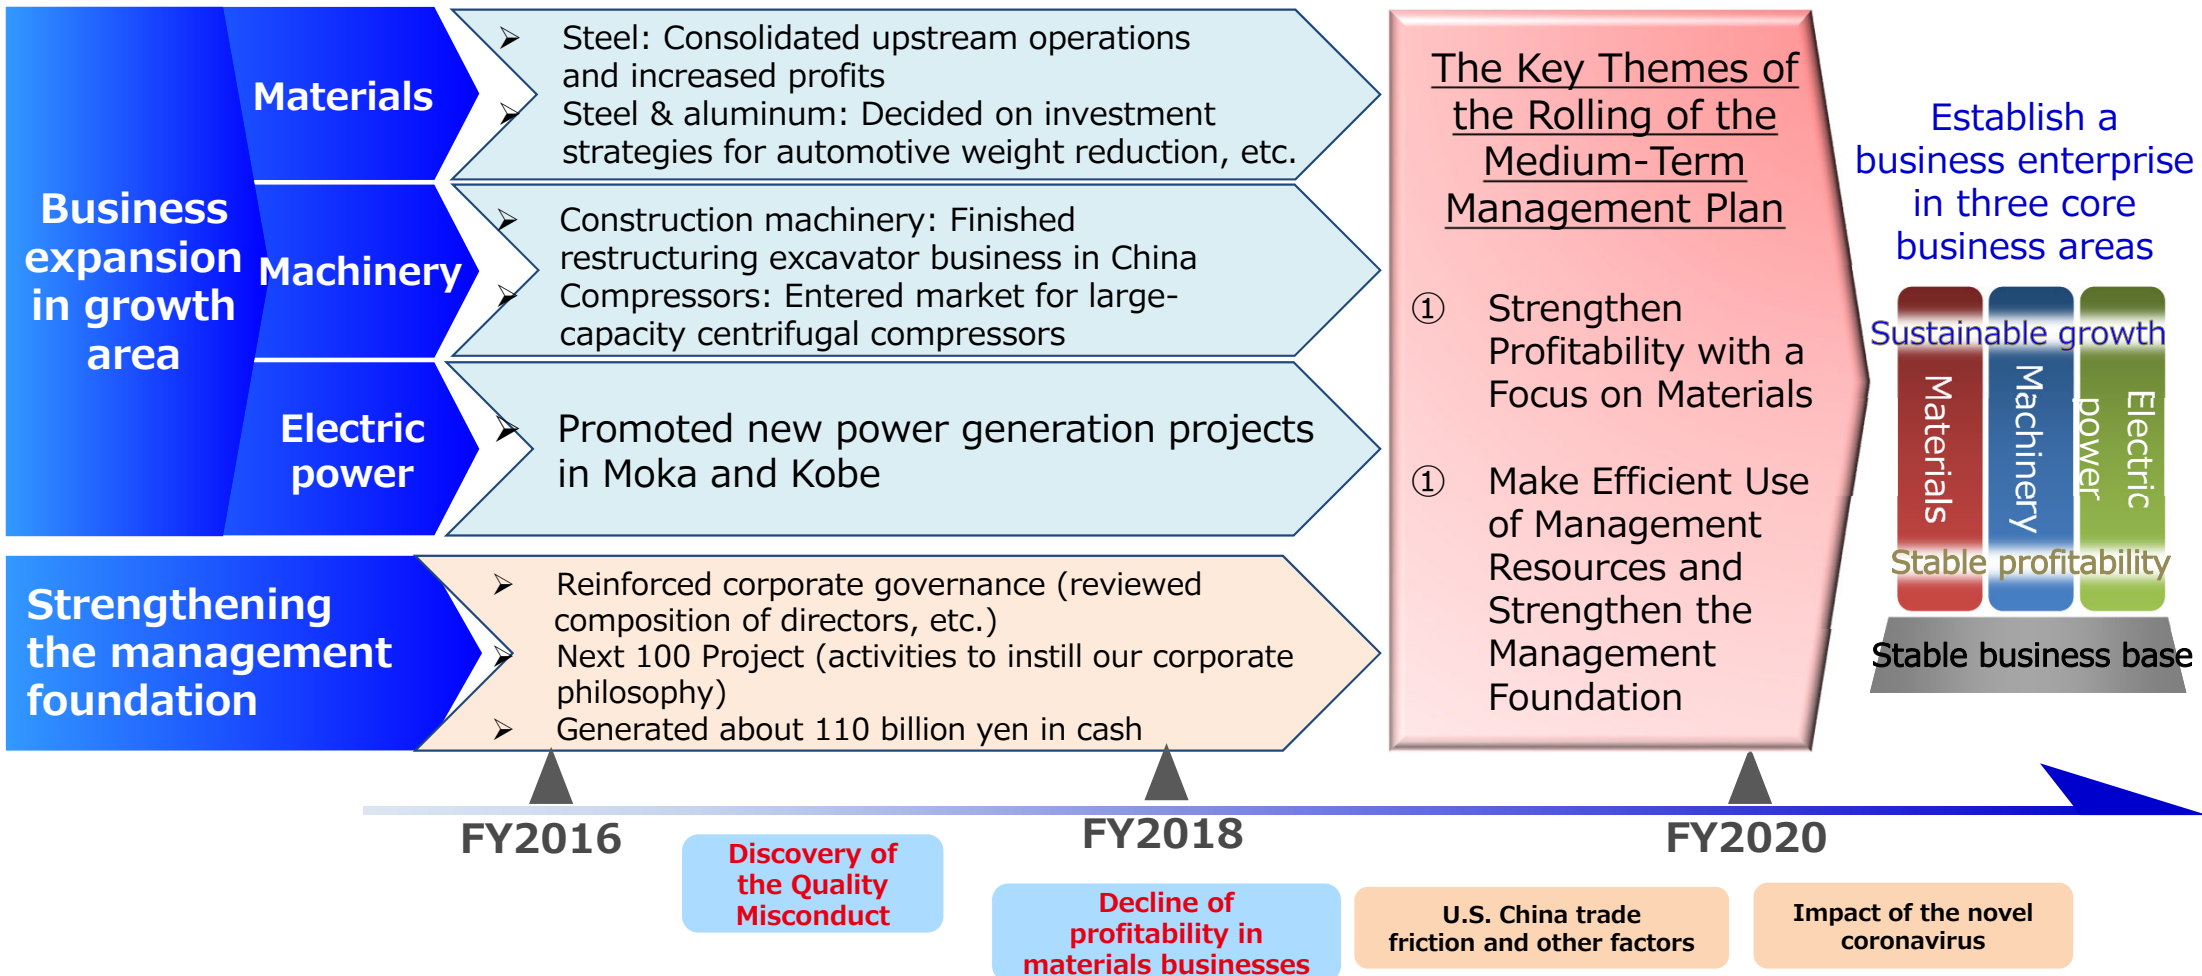 Business
expansion
in growth
area
Materials
➢ Steel: Consolidated upstream operations
and increased profits
➢ Steel & aluminum: Decided on investment
strategies for automotive weight reduction, etc.
Machinery
➢ Construction machinery: Finished
restructuring excavator business in China
➢ Compressors: Entered market for large-
capacity centrifugal compressors
Electric
power
➢ Promoted new power generation projects
in Moka and Kobe
Strengthening
the management
foundation
➢ Reinforced corporate governance (reviewed
composition of directors, etc.)
➢ Next 100 Project (activities to instill our corporate
philosophy)
➢ Generated about 110 billion yen in cash
The Key Themes of
the Rolling of the
Medium-Term
Management Plan
① Strengthen
Profitability with a
Focus on Materials
① Make Efficient Use
of Management
Resources and
Strengthen the
Management
Foundation
Establish a
business enterprise
in three core
business areas
Sustainable growth
Materials
Machinery
Electric
power
Stable profitability
Stable business base
FY2016
FY2018
FY2020
Discovery of
the Quality
Misconduct
Decline of
profitability in
materials businesses
U.S. China trade
friction and other factors
Impact of the novel
coronavirus